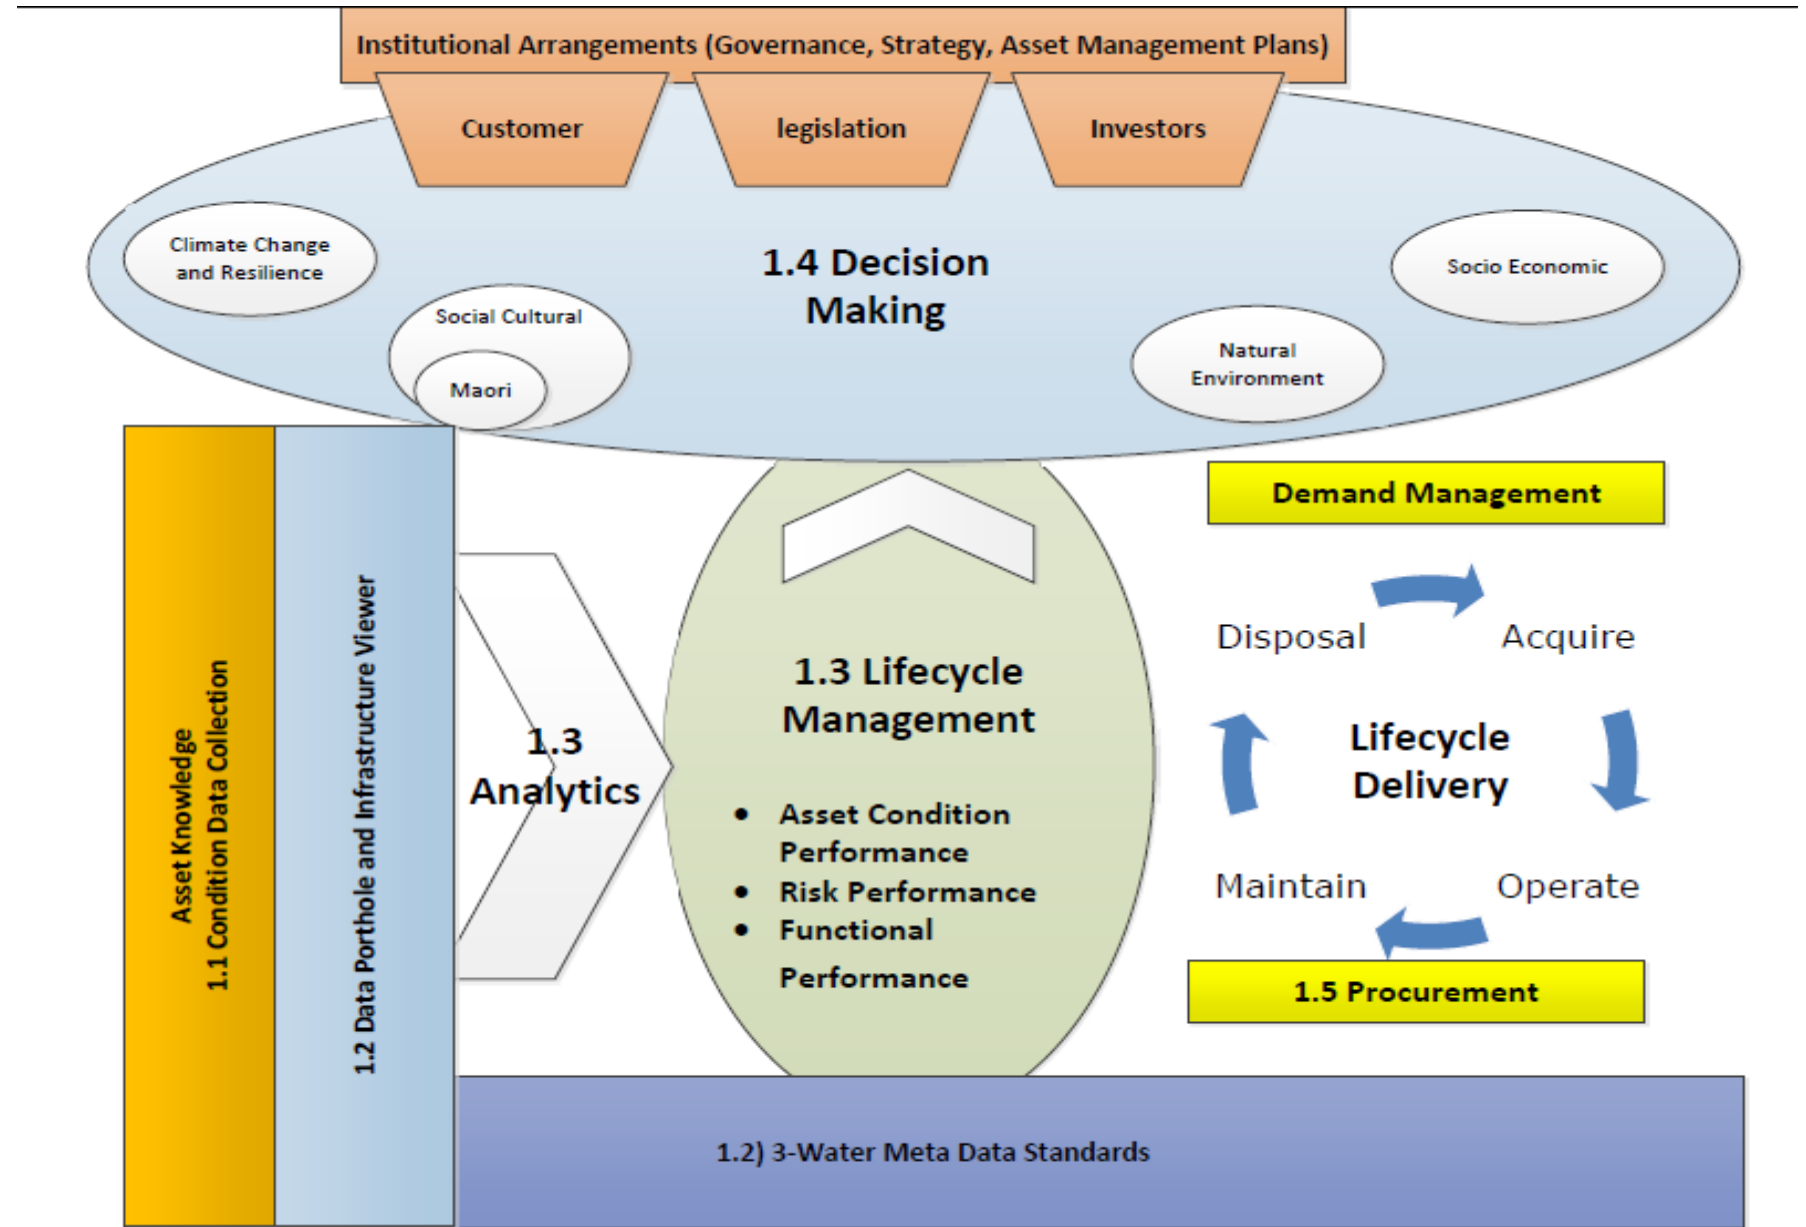 Institutional Arrangements (Governance, Strategy, Asset Management Plans)
Customer
legislation
Investors
Climate Change
and Resilience
Social Cultural
Maori
1.4 Decision
Making
Natural
Environment
Socio Economic
Asset Knowledge
1.1 Condition Data Collection
1.2 Data Porthole and Infrastructure Viewer
1.3
Analytics
1.3 Lifecycle
Management
• Asset Condition
Performance
• Risk Performance
• Functional
Performance
Demand Management
Disposal
Acquire
Lifecycle
Delivery
Maintain
Operate
1.5 Procurement
1.2) 3-Water Meta Data Standards